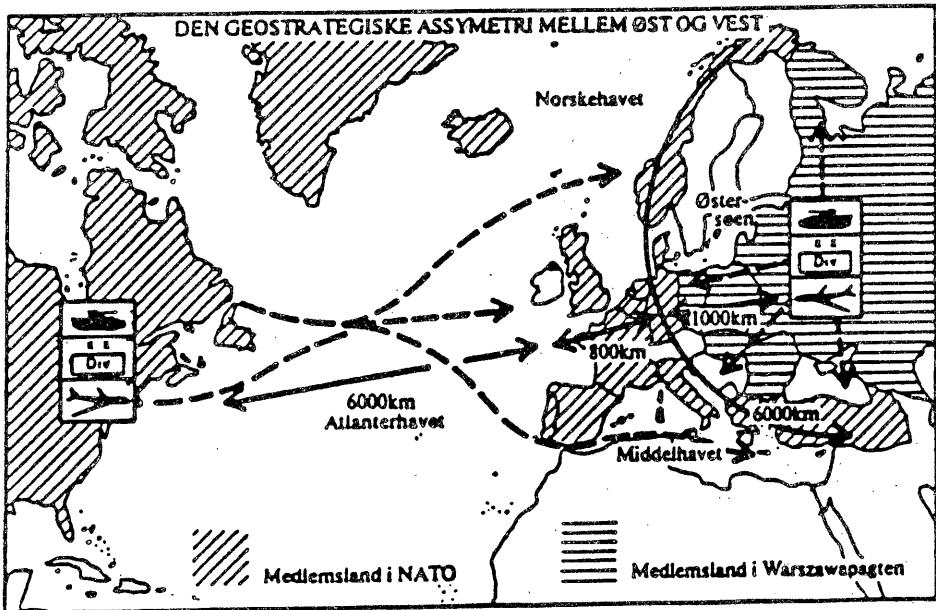 DEN GEOSTRATEGISKE ASSYMETRI MELLEM ØST OG VEST
Norskehavet
Øster-
søen
Div
Div
1000km
800km
6000km
Atlanterhavet
6000km
Middelhavet
Medlemsland i NATO
Medlemsland i Warszawapagten